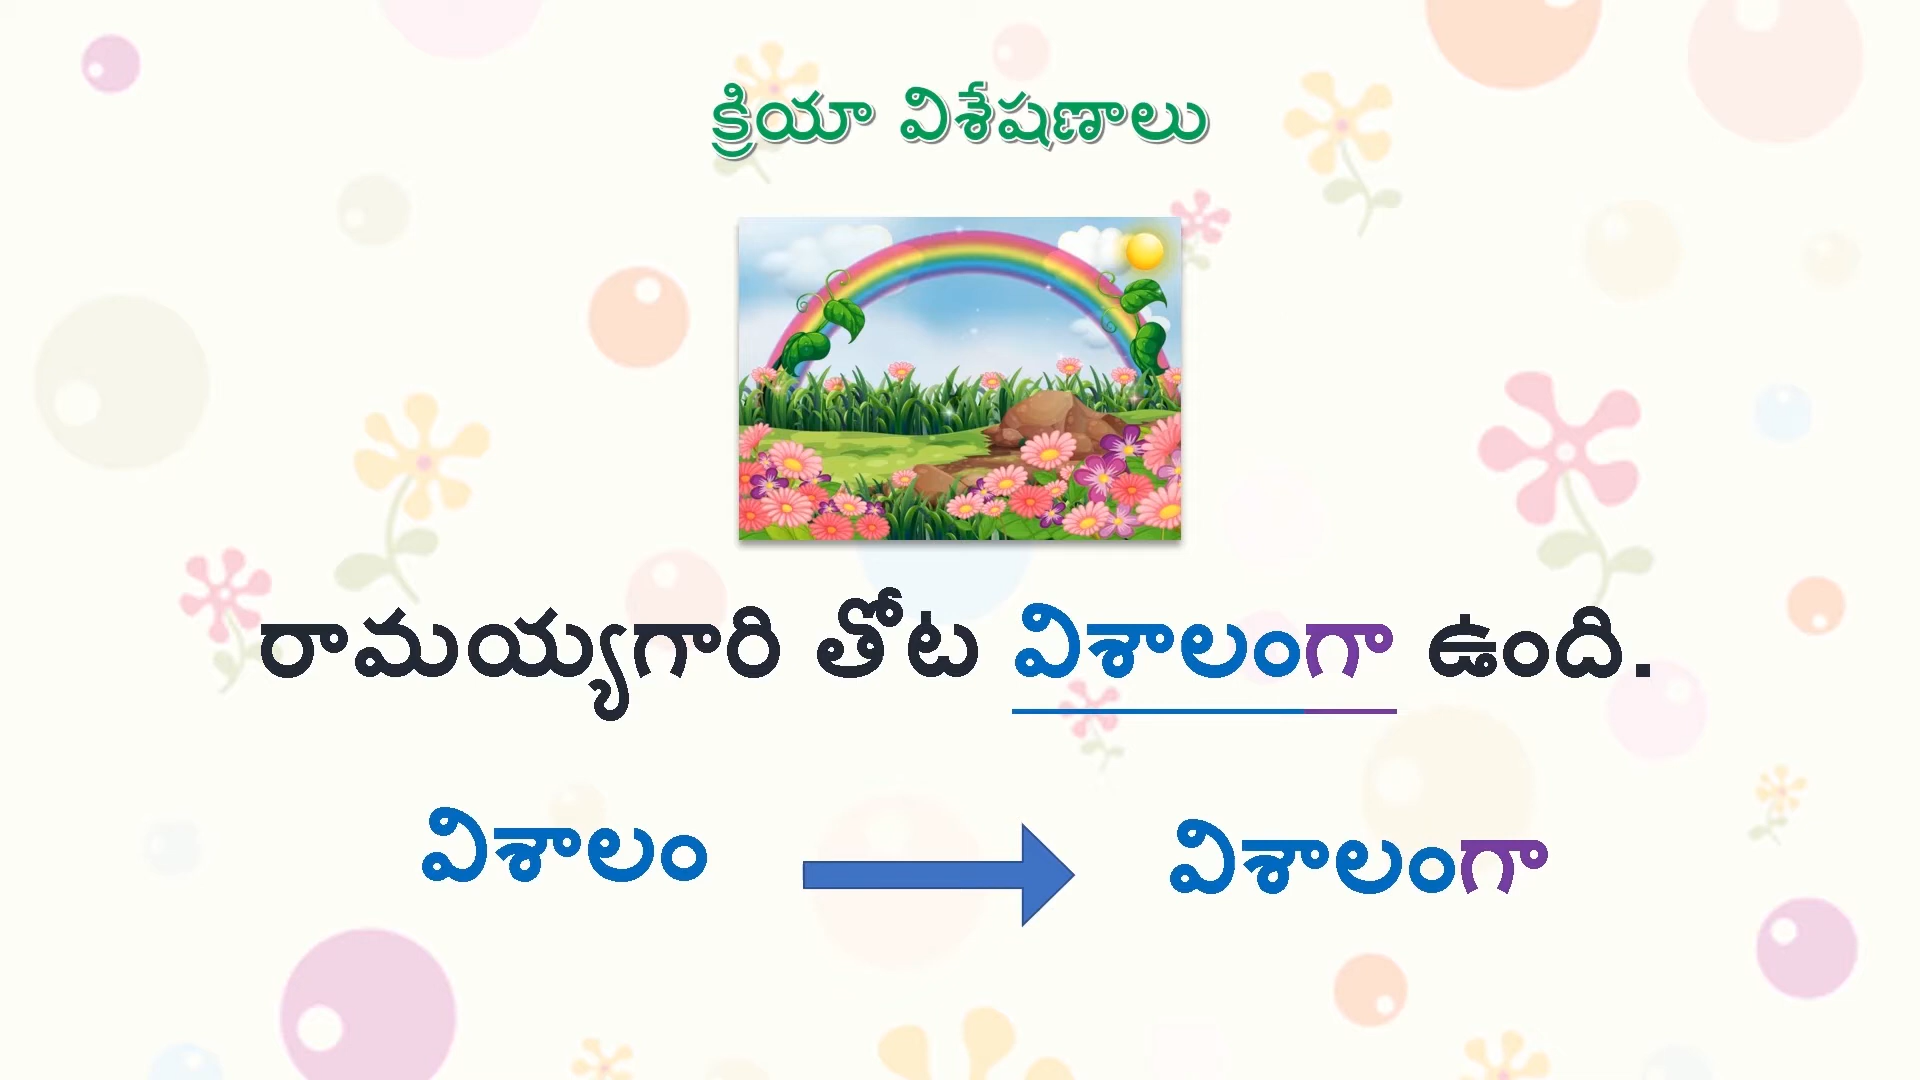 క్రియా విశేషణాలు
రామయ్యగారి తోట విశాలంగా ఉంది.
విశాలం విశాలంగా